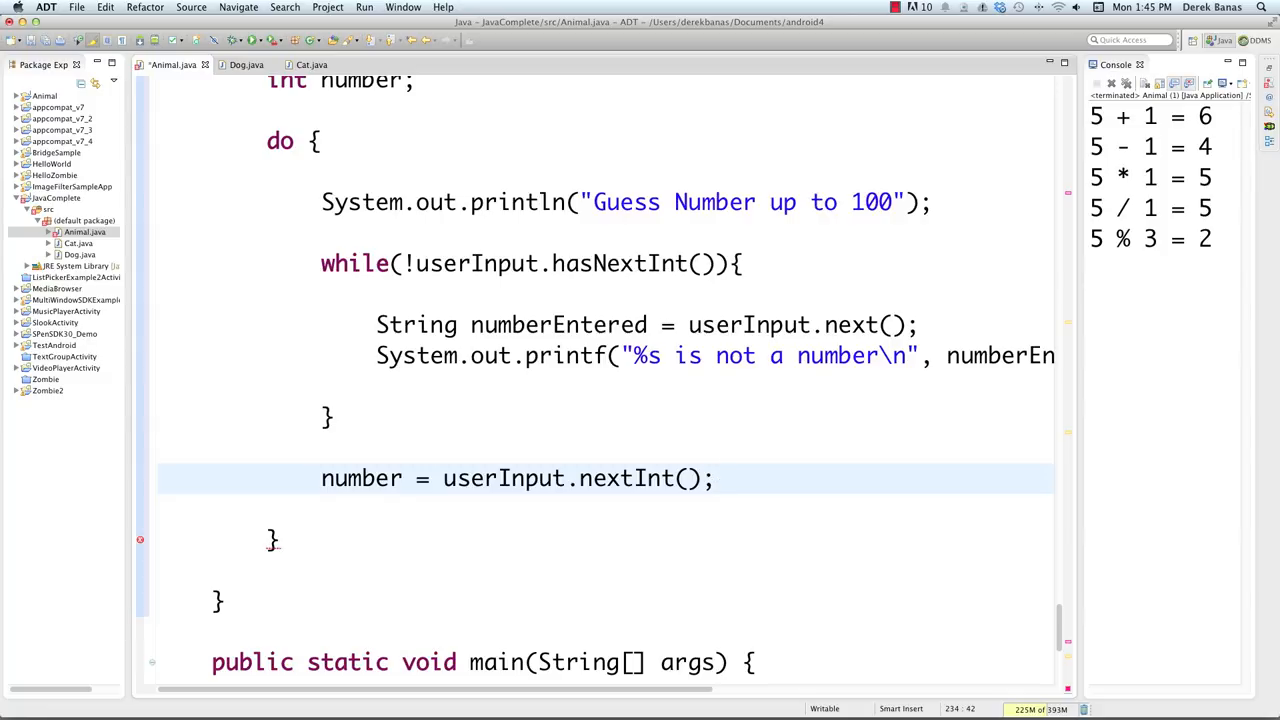 ADT File Edit Refactor Source Navigate Search Project Run Window Help 10 Mon 1:45 PM Derek Banas
Java – JavaComplete/src/Animal.java – ADT – /Users/derekbanas/Documents/android4
Quick Access Java DDMS
Package Exp *Animal.java Dog.java Cat.java Console
<terminated> Animal (1) [Java Application] /S
Animal
appcompat_v7
appcompat_v7_2
appcompat_v7_3
appcompat_v7_4
BridgeSample
HelloWorld
HelloZombie
ImageFilterSampleApp
JavaComplete
src
(default package)
Animal.java
Cat.java
Dog.java
JRE System Library [Ja
ListPickerExample2Activi
MediaBrowser
MultiWindowSDKExample
MusicPlayerActivity
SlookActivity
SPenSDK30_Demo
TestAndroid
TextGroupActivity
VideoPlayerActivity
Zombie
Zombie2
int number;
do {
System.out.println("Guess Number up to 100");
while(!userInput.hasNextInt()){
String numberEntered = userInput.next();
System.out.printf("%s is not a number\n", numberEn
}
number = userInput.nextInt();
}
}
public static void main(String[] args) {
5 + 1 = 6
5 - 1 = 4
5 * 1 = 5
5 / 1 = 5
5 % 3 = 2
Writable Smart Insert 234 : 42 225M of 393M